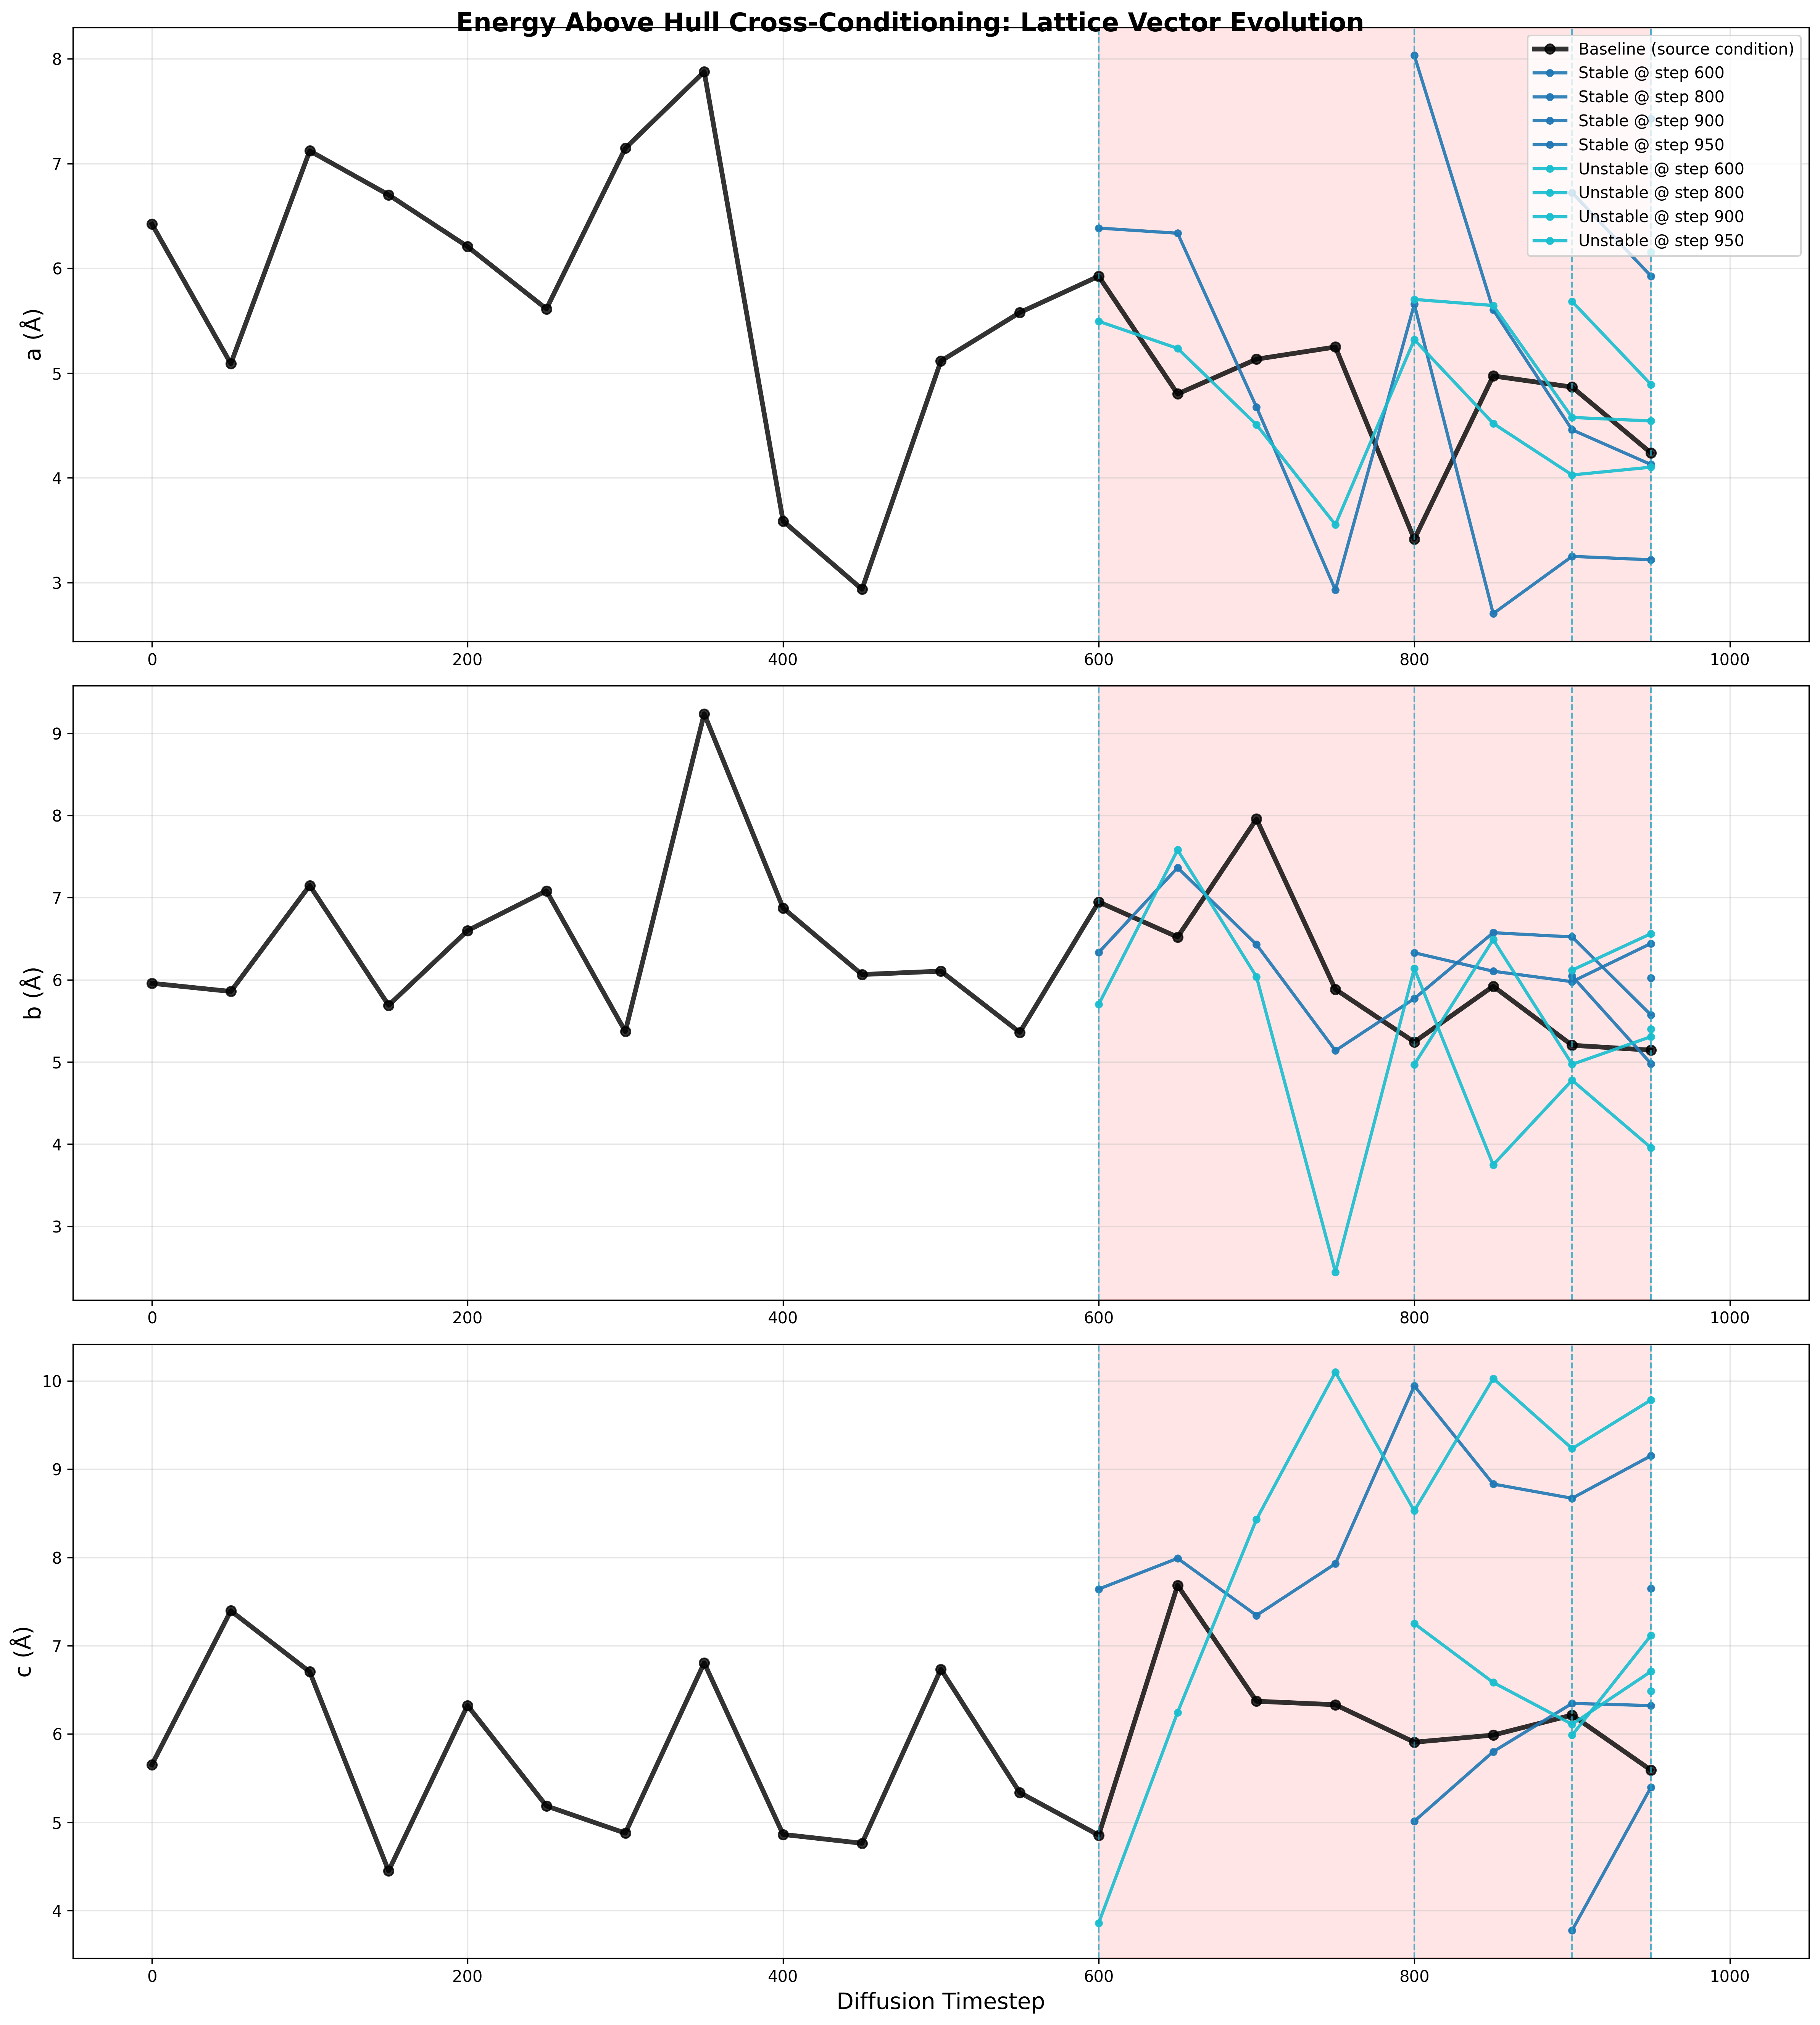 Energy Above Hull Cross-Conditioning: Lattice Vector Evolution
Baseline (source condition)
Stable @ step 600
Stable @ step 800
Stable @ step 900
Stable @ step 950
Unstable @ step 600
Unstable @ step 800
Unstable @ step 900
Unstable @ step 950
8
7
6
5
4
3
a (Å)
0
200
400
600
800
1000
9
8
7
6
5
4
3
b (Å)
0
200
400
600
800
1000
10
9
8
7
6
5
4
c (Å)
0
200
400
600
800
1000
Diffusion Timestep